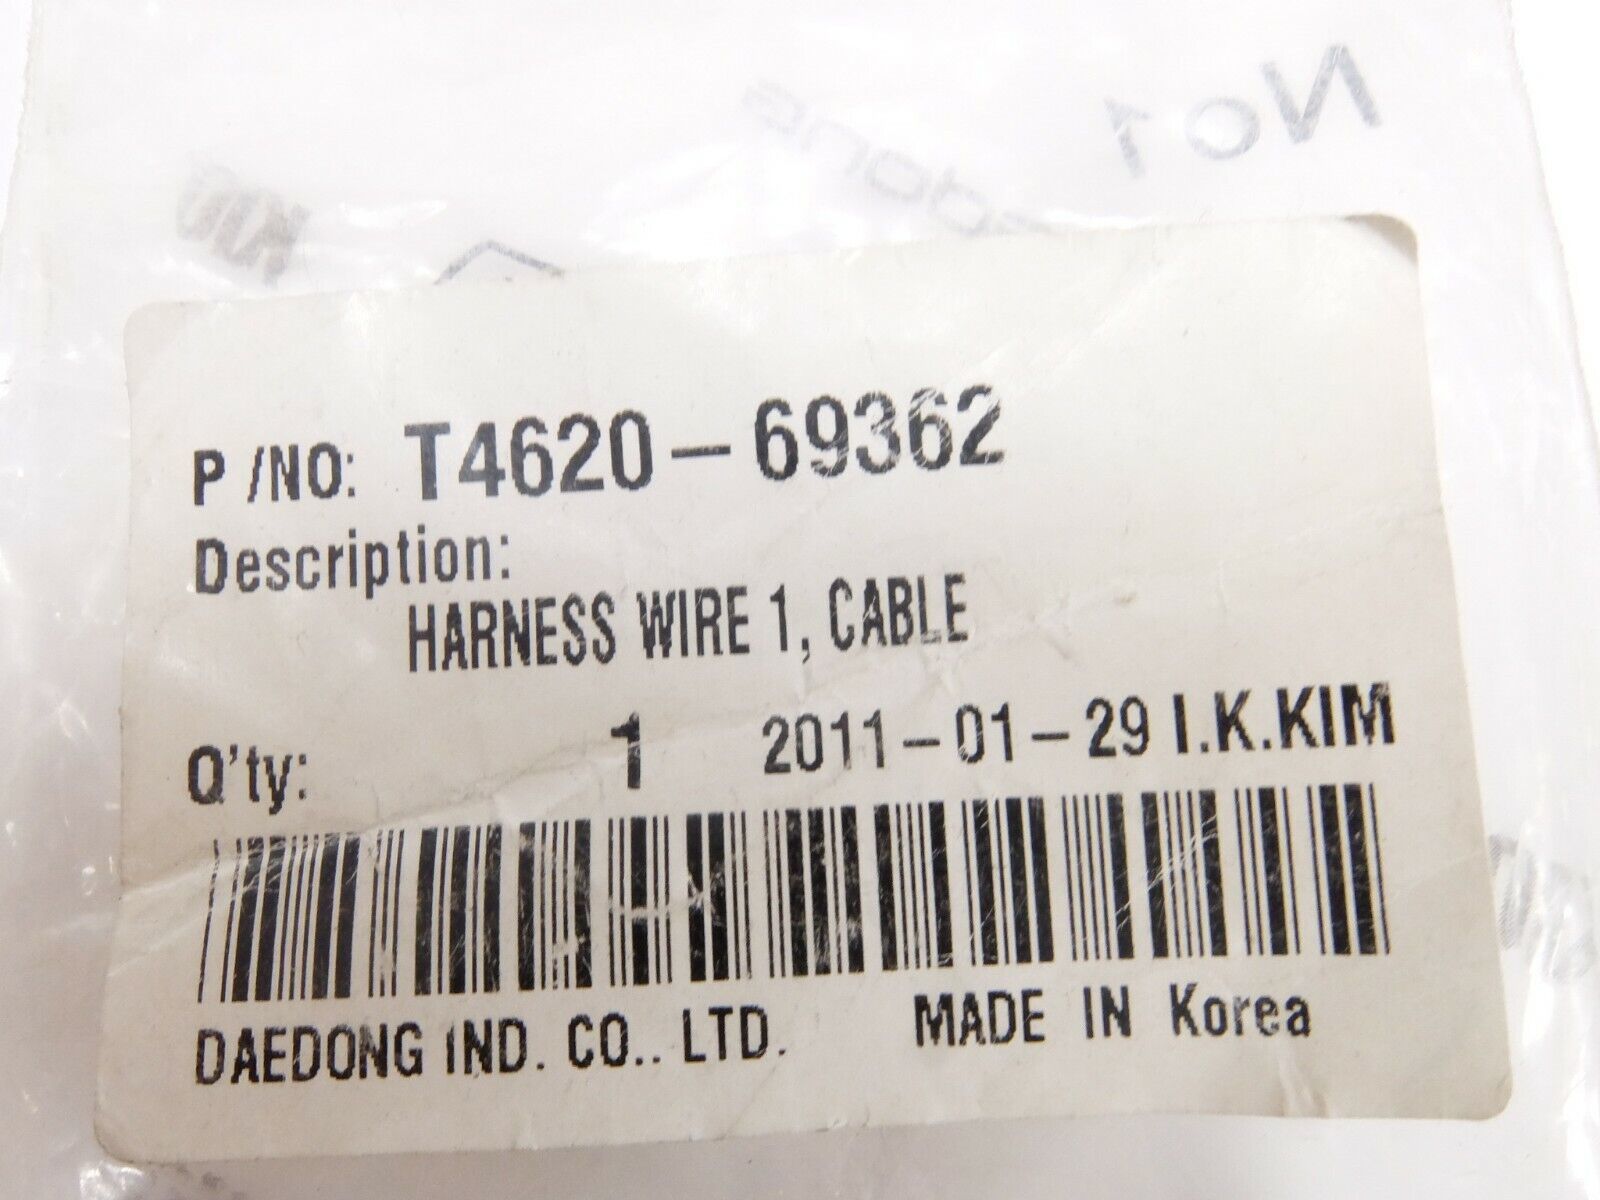 No1
P/NO: T4620-69362
Description:
HARNESS WIRE 1, CABLE
Q'ty: 1 2011-01-29 I.K.KIM
DAEDONG IND. CO.. LTD. MADE IN Korea